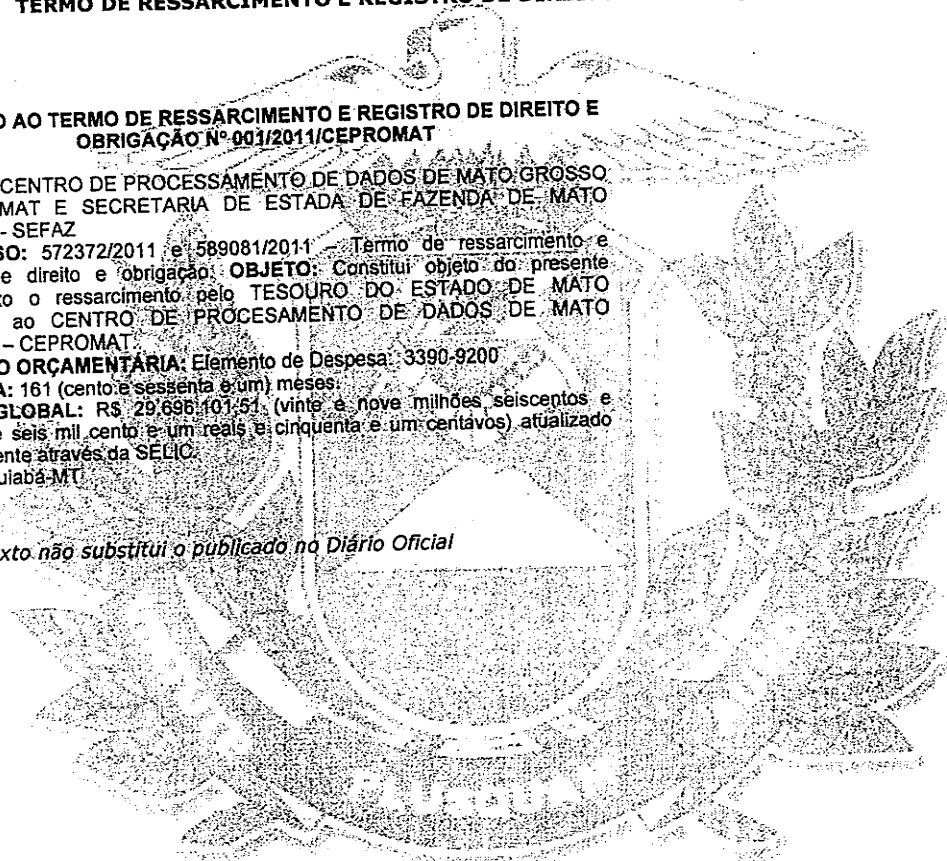 TERMO DE RESSARCIMENTO E REGISTRO DE
O AO TERMO DE RESSARCIMENTO E REGISTRO DE DIREITO E
OBRIGAÇÃO Nº 001/2011/CEPROMAT
CENTRO DE PROCESSAMENTO DE DADOS DE MATO GROSSO
MAT E SECRETARIA DE ESTADA DE FAZENDA DE MATO
- SEFAZ
SO: 572372/2011 e 589081/2011 – Termo de ressarcimento e
e direito e obrigação. OBJETO: Constitui objeto do presente
to o ressarcimento pelo TESOURO DO ESTADO DE MATO
ao CENTRO DE PROCESAMENTO DE DADOS DE MATO
– CEPROMAT.
O ORÇAMENTÁRIA: Elemento de Despesa: 3390-9200
A: 161 (cento e sessenta e um) meses.
GLOBAL: R$ 29.696.101,51 (vinte e nove milhões seiscentos e
e seis mil cento e um reais e cinquenta e um centavos) atualizado
ente através da SELIC.
uiabá-MT
xto não substitui o publicado no Diário Oficial